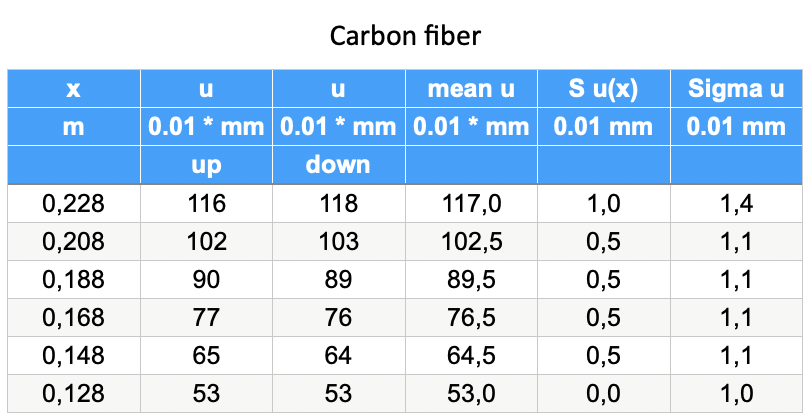 Carbon fiber
x u u mean u S u(x) Sigma u
m 0.01 * mm 0.01 * mm 0.01 * mm 0.01 mm 0.01 mm
up down
0,228 116 118 117,0 1,0 1,4
0,208 102 103 102,5 0,5 1,1
0,188 90 89 89,5 0,5 1,1
0,168 77 76 76,5 0,5 1,1
0,148 65 64 64,5 0,5 1,1
0,128 53 53 53,0 0,0 1,0